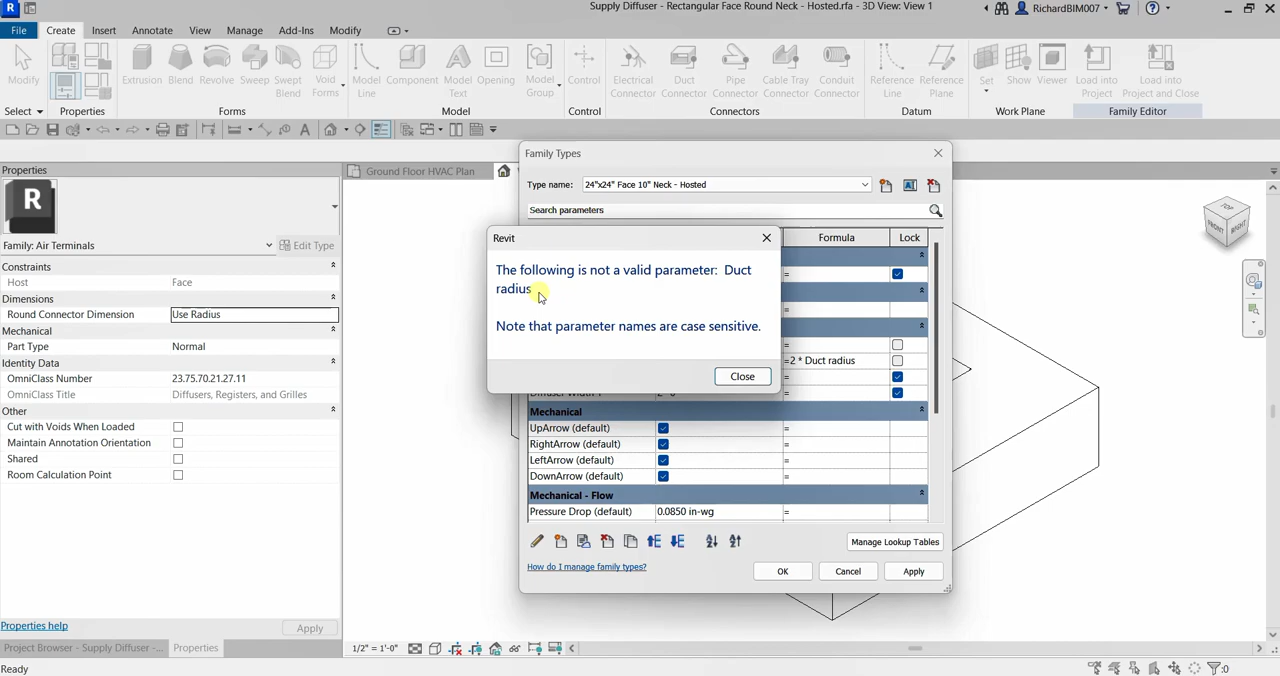 Supply Diffuser - Rectangular Face Round Neck - Hosted.rfa - 3D View: View 1
RichardBIM007
File Create Insert Annotate View Manage Add-Ins Modify
Modify
Extrusion Blend Revolve Sweep Swept Blend Void Forms
Model Line Component Model Text Opening Model Group
Control
Electrical Connector Duct Connector Pipe Connector Cable Tray Connector Conduit Connector
Reference Line Reference Plane
Set Show Viewer Load into Project Load into Project and Close
Select Properties Forms Model Control Connectors Datum Work Plane Family Editor
Properties
Ground Floor HVAC Plan
R
Family: Air Terminals
Edit Type
Constraints
Host Face
Dimensions
Round Connector Dimension Use Radius
Mechanical
Part Type Normal
Identity Data
OmniClass Number 23.75.70.21.27.11
OmniClass Title Diffusers, Registers, and Grilles
Other
Cut with Voids When Loaded
Maintain Annotation Orientation
Shared
Room Calculation Point
Properties help
Apply
Project Browser - Supply Diffuser -... Properties
Ready
Family Types
Type name: 24"x24" Face 10" Neck - Hosted
Search parameters
Formula Lock
=
=
=
=2 * Duct radius
=
=
Mechanical
UpArrow (default) =
RightArrow (default) =
LeftArrow (default) =
DownArrow (default) =
Mechanical - Flow
Pressure Drop (default) 0.0850 in-wg =
Manage Lookup Tables
How do I manage family types?
OK Cancel Apply
Revit
The following is not a valid parameter: Duct
radius
Note that parameter names are case sensitive.
Close
TOP
FRONT
RIGHT
1/2" = 1'-0"
:0